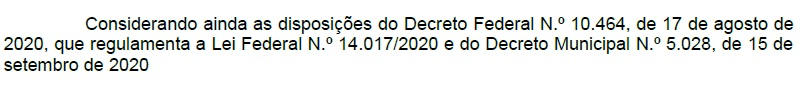 Considerando ainda as disposições do Decreto Federal N.º 10.464, de 17 de agosto de
2020, que regulamenta a Lei Federal N.º 14.017/2020 e do Decreto Municipal N.º 5.028, de 15 de
setembro de 2020